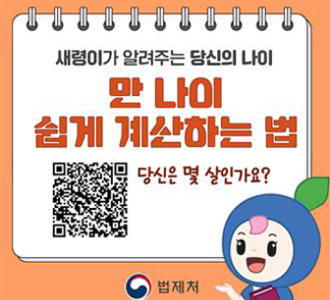 새령이가 알려주는 당신의 나이
만 나이
쉽게 계산하는 법
당신은 몇 살인가요?
법제처